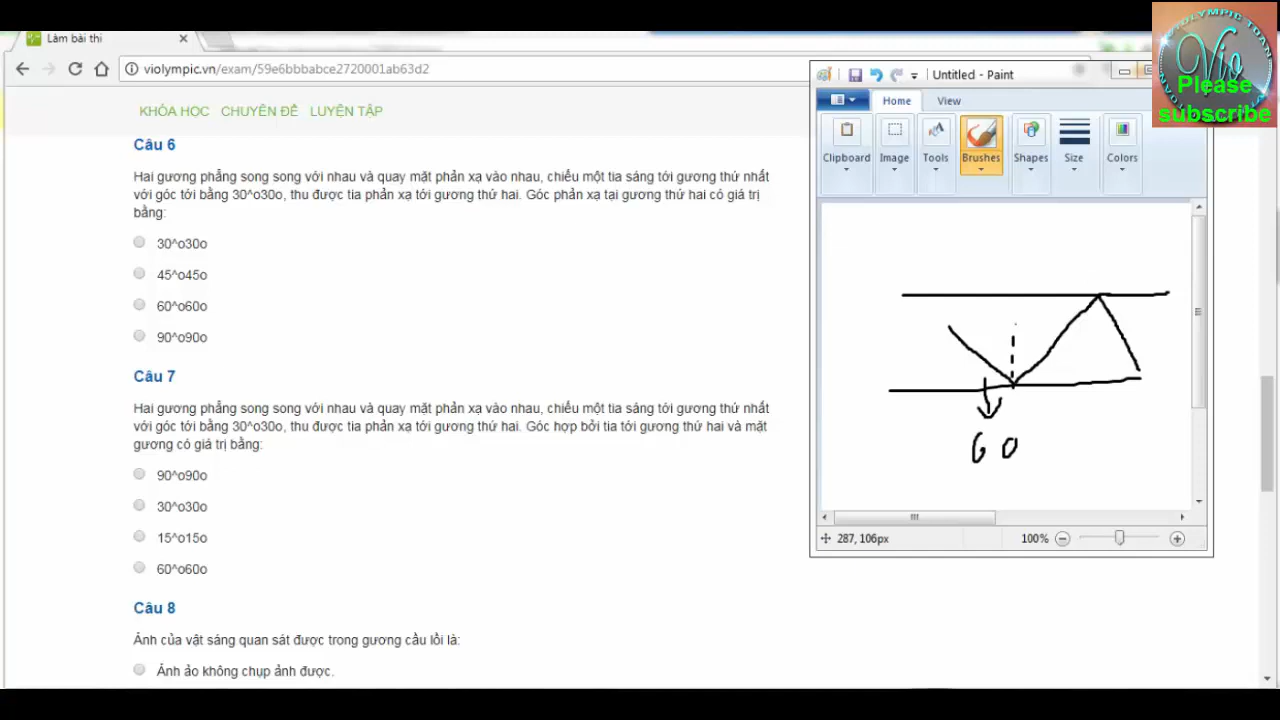 Làm bài thi
violympic.vn/exam/59e6bbbabce2720001ab63d2
KHÓA HỌC CHUYÊN ĐỀ LUYỆN TẬP
Câu 6
Hai gương phẳng song song với nhau và quay mặt phản xạ vào nhau, chiếu một tia sáng tới gương thứ nhất
với góc tới bằng 30^o30o, thu được tia phản xạ tới gương thứ hai. Góc phản xạ tại gương thứ hai có giá trị
bằng:
30^o30o
45^o45o
60^o60o
90^o90o
Câu 7
Hai gương phẳng song song với nhau và quay mặt phản xạ vào nhau, chiếu một tia sáng tới gương thứ nhất
với góc tới bằng 30^o30o, thu được tia phản xạ tới gương thứ hai. Góc hợp bởi tia tới gương thứ hai và mặt
gương có giá trị bằng:
90^o90o
30^o30o
15^o15o
60^o60o
Câu 8
Ảnh của vật sáng quan sát được trong gương cầu lồi là:
Ảnh ảo không chụp ảnh được.
Untitled - Paint
Home View
Clipboard Image Tools Brushes Shapes Size Colors
60
287, 106px 100%
VIOLYMPIC TOAN
Vio
Please
subscribe